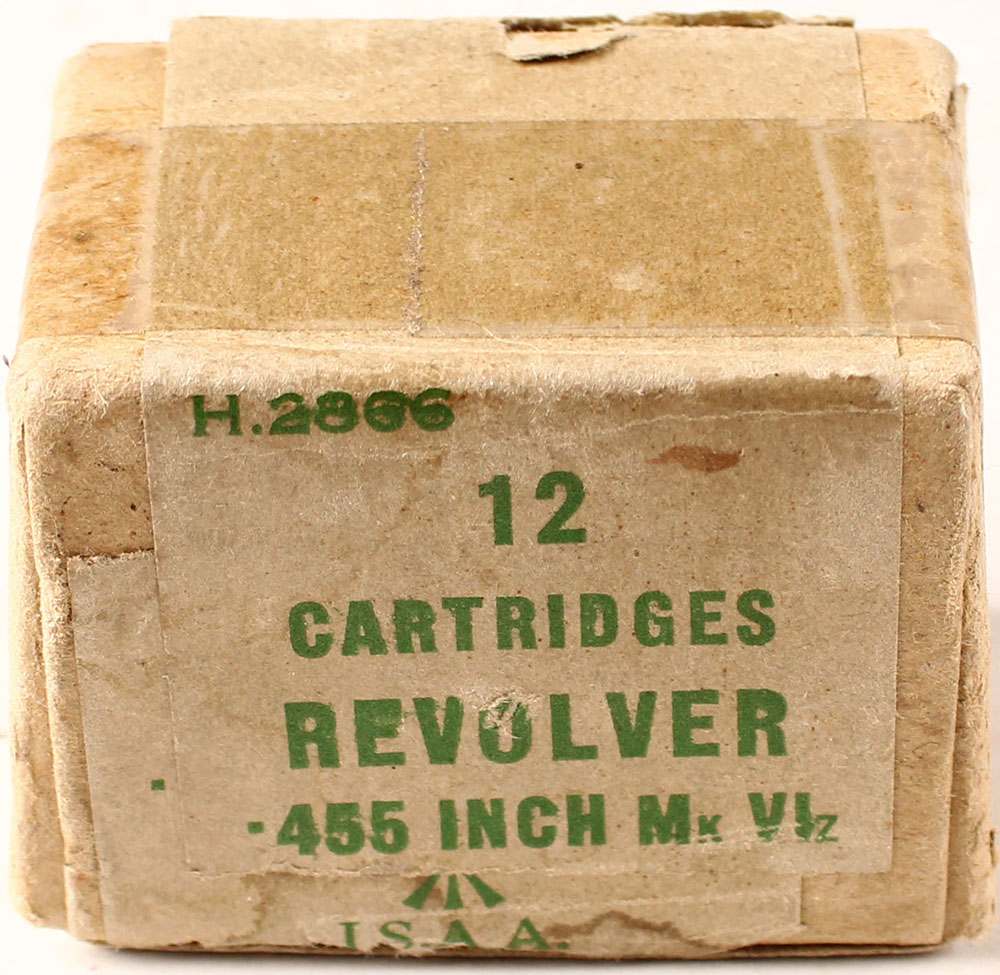 H.2866
12
CARTRIDGES
REVOLVER
.455 INCH MK VIZ
I.S.A.A.